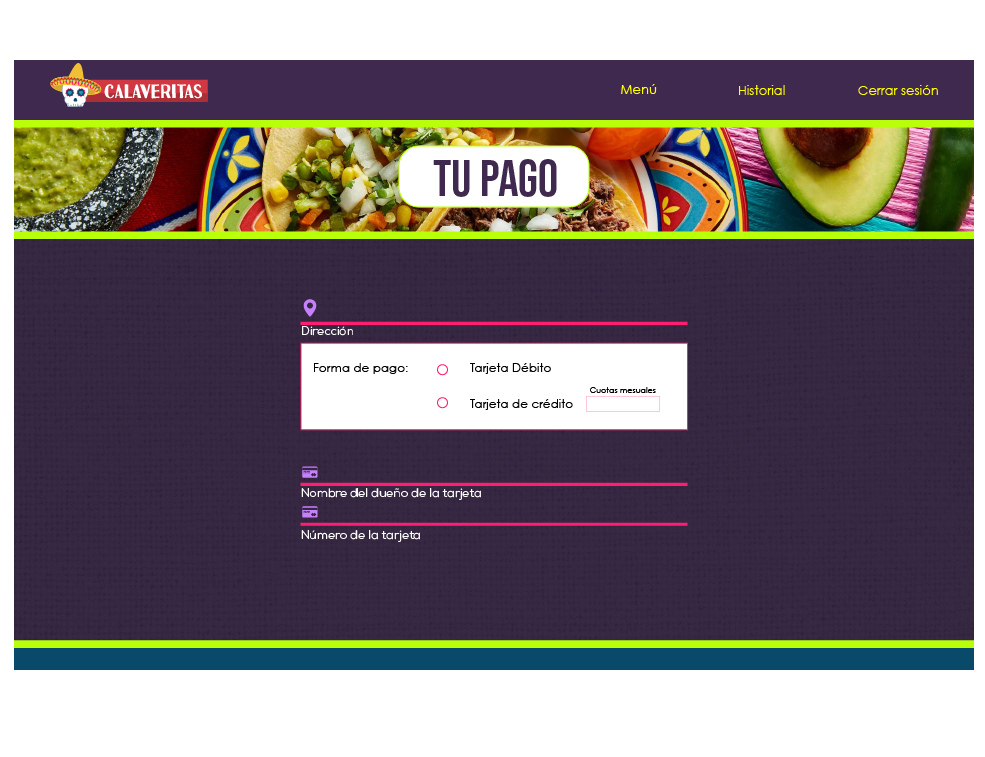 CALAVERITAS
Menú
Historial
Cerrar sesión
TU PAGO
Dirección
Forma de pago:
Tarjeta Débito
Cuotas mesuales
Tarjeta de crédito
Nombre del dueño de la tarjeta
Número de la tarjeta